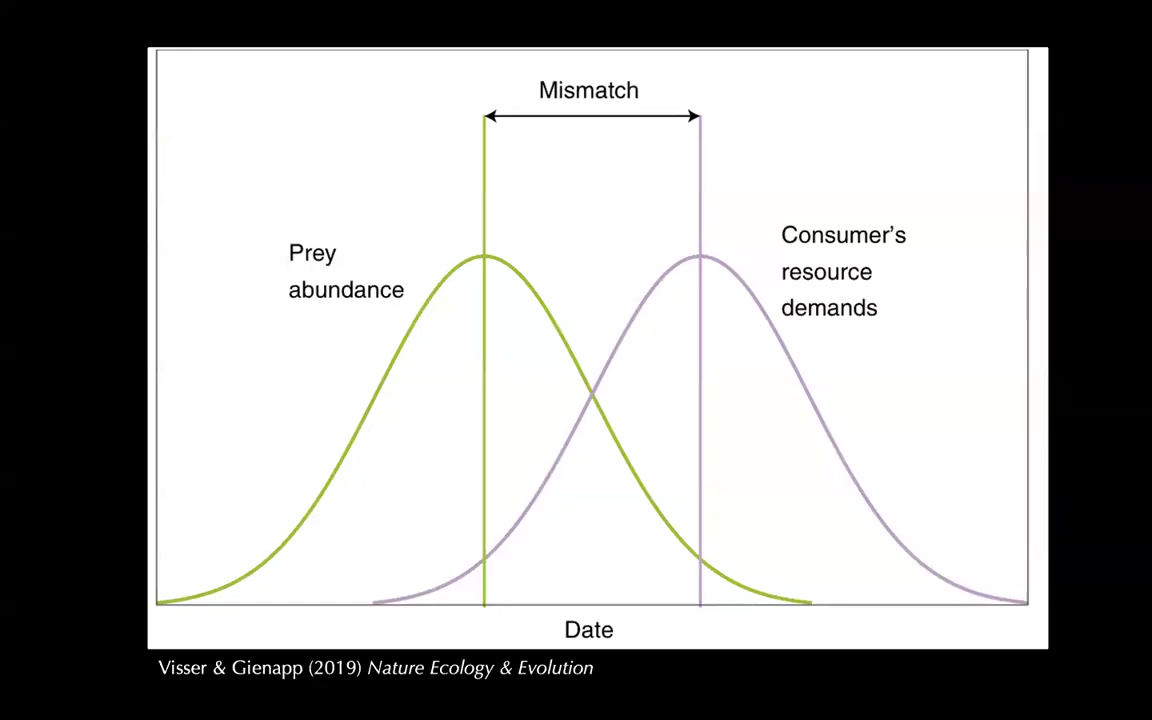 Mismatch
Prey
abundance
Consumer's
resource
demands
Date
Visser & Gienapp (2019) Nature Ecology & Evolution